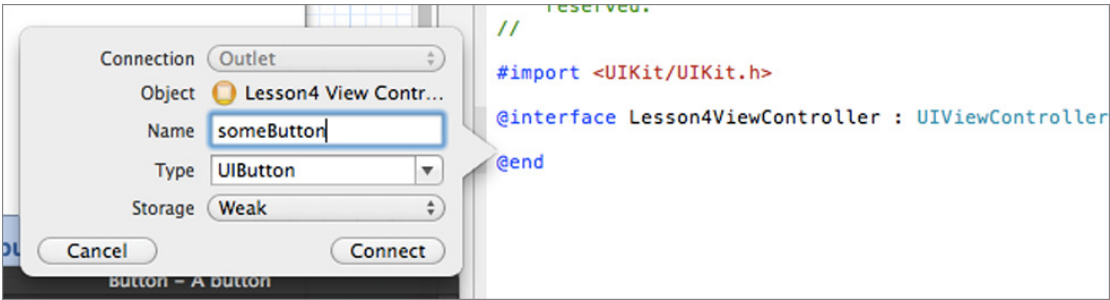 Connection Outlet
Object Lesson4 View Contr...
Name someButton
Type UIButton
Storage Weak
Cancel Connect
Button – A button
reserved.
//
#import <UIKit/UIKit.h>
@interface Lesson4ViewController : UIViewController
@end